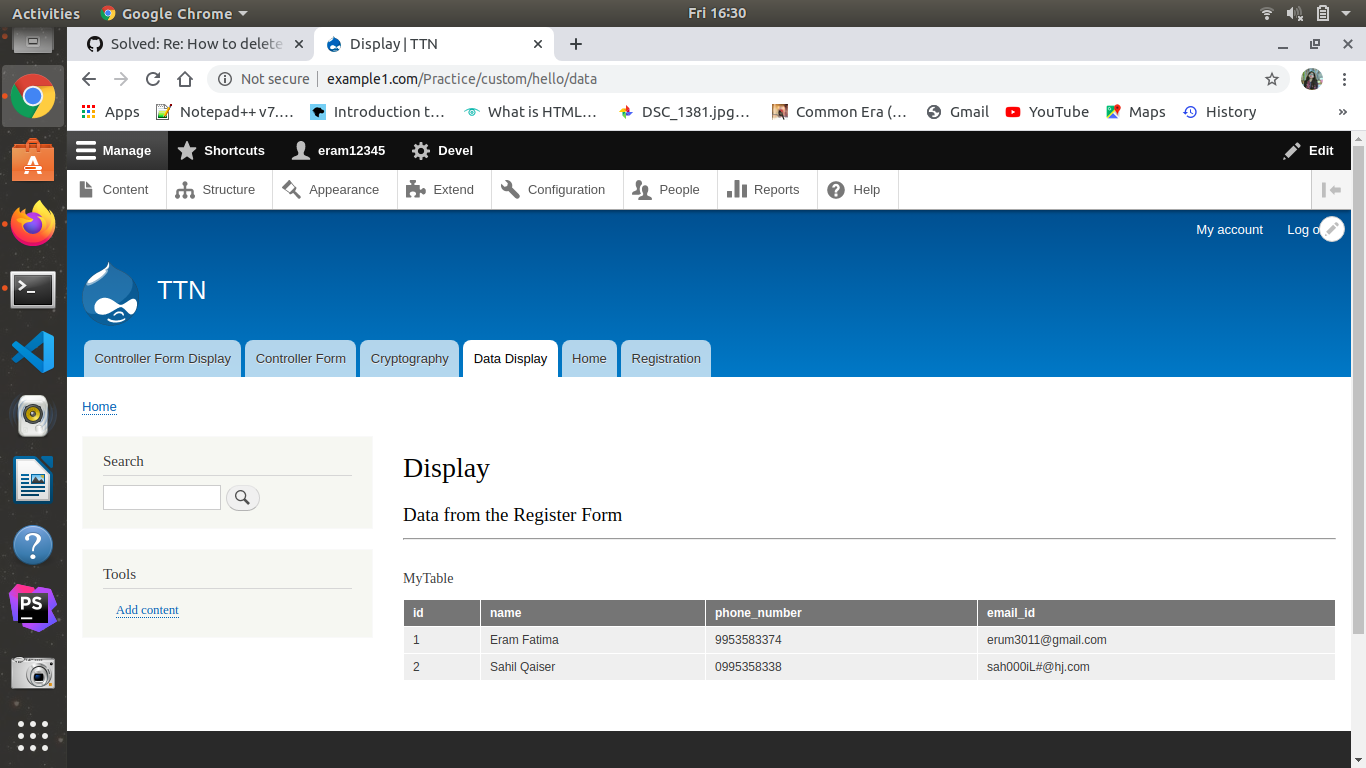 Activities Google Chrome Fri 16:30
Solved: Re: How to delete Display | TTN
Not secure example1.com/Practice/custom/hello/data
Apps Notepad++ v7.… Introduction t… What is HTML… DSC_1381.jpg… Common Era (… Gmail YouTube Maps History »
Manage Shortcuts eram12345 Devel Edit
Content Structure Appearance Extend Configuration People Reports Help
My account Log o
TTN
Controller Form Display Controller Form Cryptography Data Display Home Registration
Home
Search
Tools
Add content
Display
Data from the Register Form
MyTable
id name phone_number email_id
1 Eram Fatima 9953583374 erum3011@gmail.com
2 Sahil Qaiser 0995358338 sah000iL#@hj.com
PS